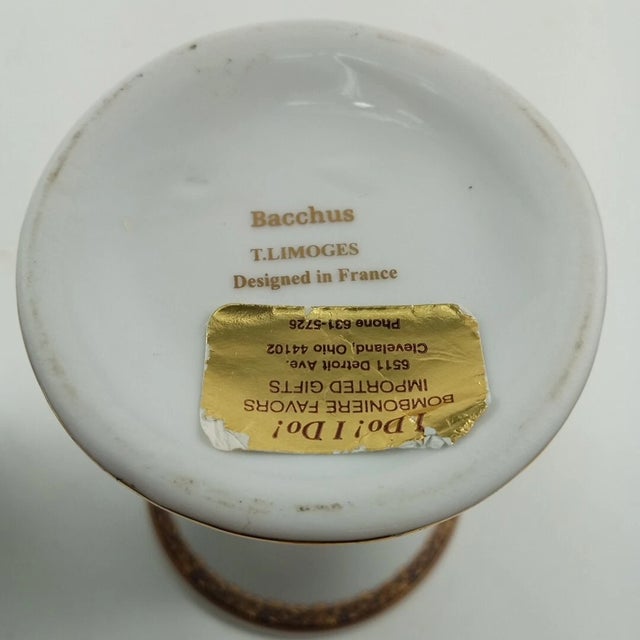 Bacchus
T.LIMOGES
Designed in France
I Do! I Do!
BOMBONIERE FAVORS
IMPORTED GIFTS
6511 Detroit Ave.
Cleveland, Ohio 44102
Phone 631-5726